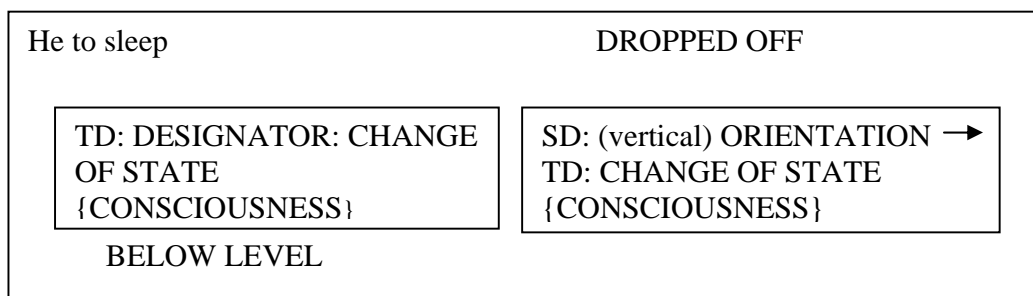 He to sleep DROPPED OFF
TD: DESIGNATOR: CHANGE
OF STATE
{CONSCIOUSNESS}
SD: (vertical) ORIENTATION →
TD: CHANGE OF STATE
{CONSCIOUSNESS}
BELOW LEVEL